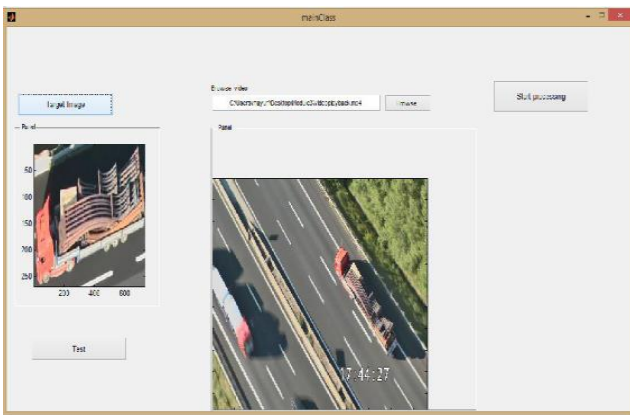 mainClass
Browse video
Target Image
Browse
Start processing
Panel
Panel
50
100
150
200
250
200 400 600
Test
17:44:27